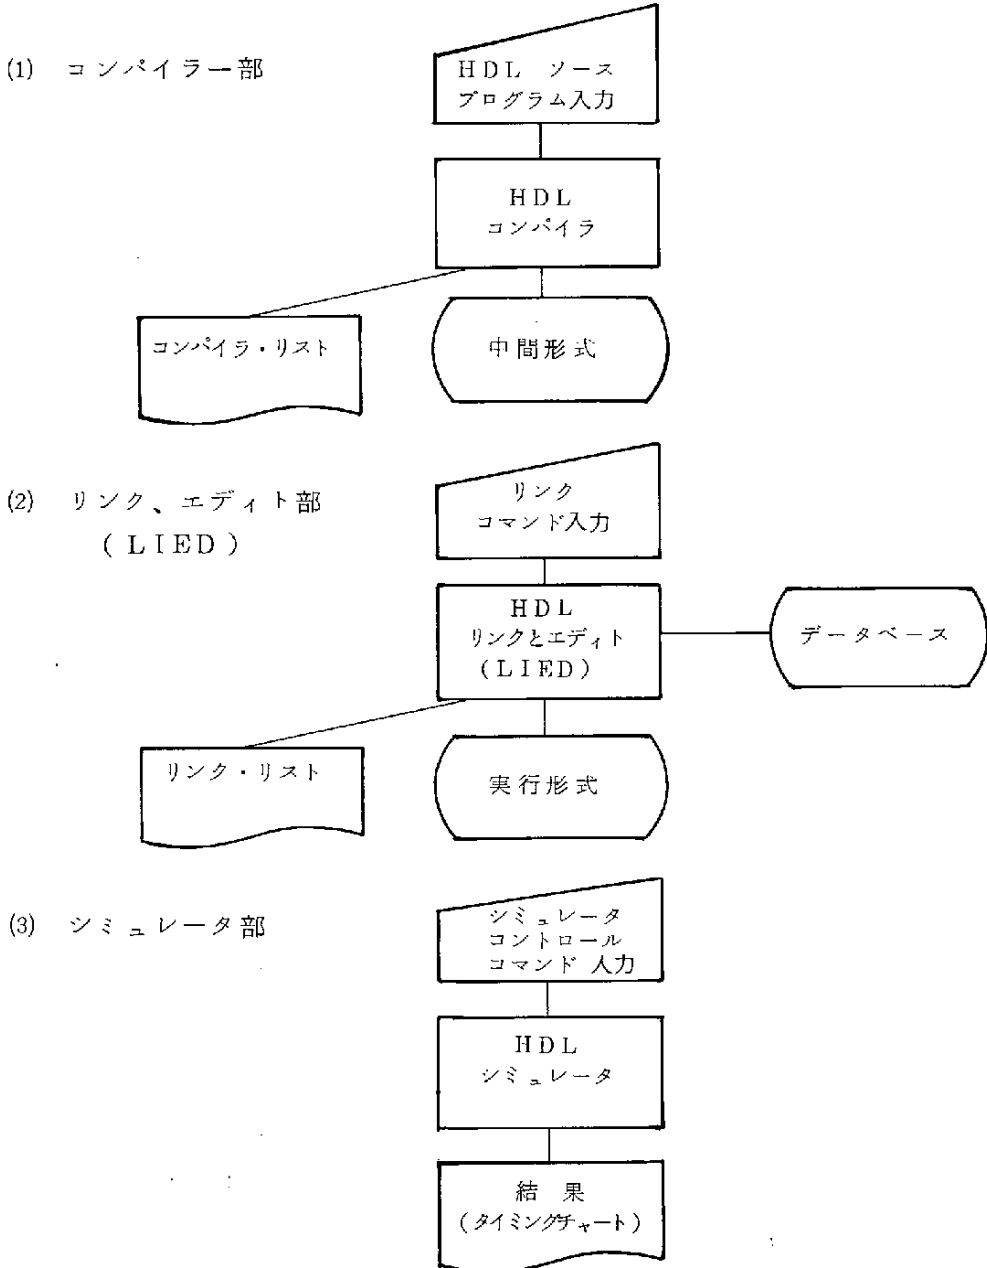 (1) コンパイラー部
HDL ソース
プログラム入力
HDL
コンパイラ
コンパイラ・リスト
中間形式
(2) リンク、エディト部
(LIED)
リンク
コマンド入力
HDL
リンクとエディト
(LIED)
データベース
リンク・リスト
実行形式
(3) シミュレータ部
シミュレータ
コントロール
コマンド 入力
HDL
シミュレータ
結 果
(タイミングチャート)